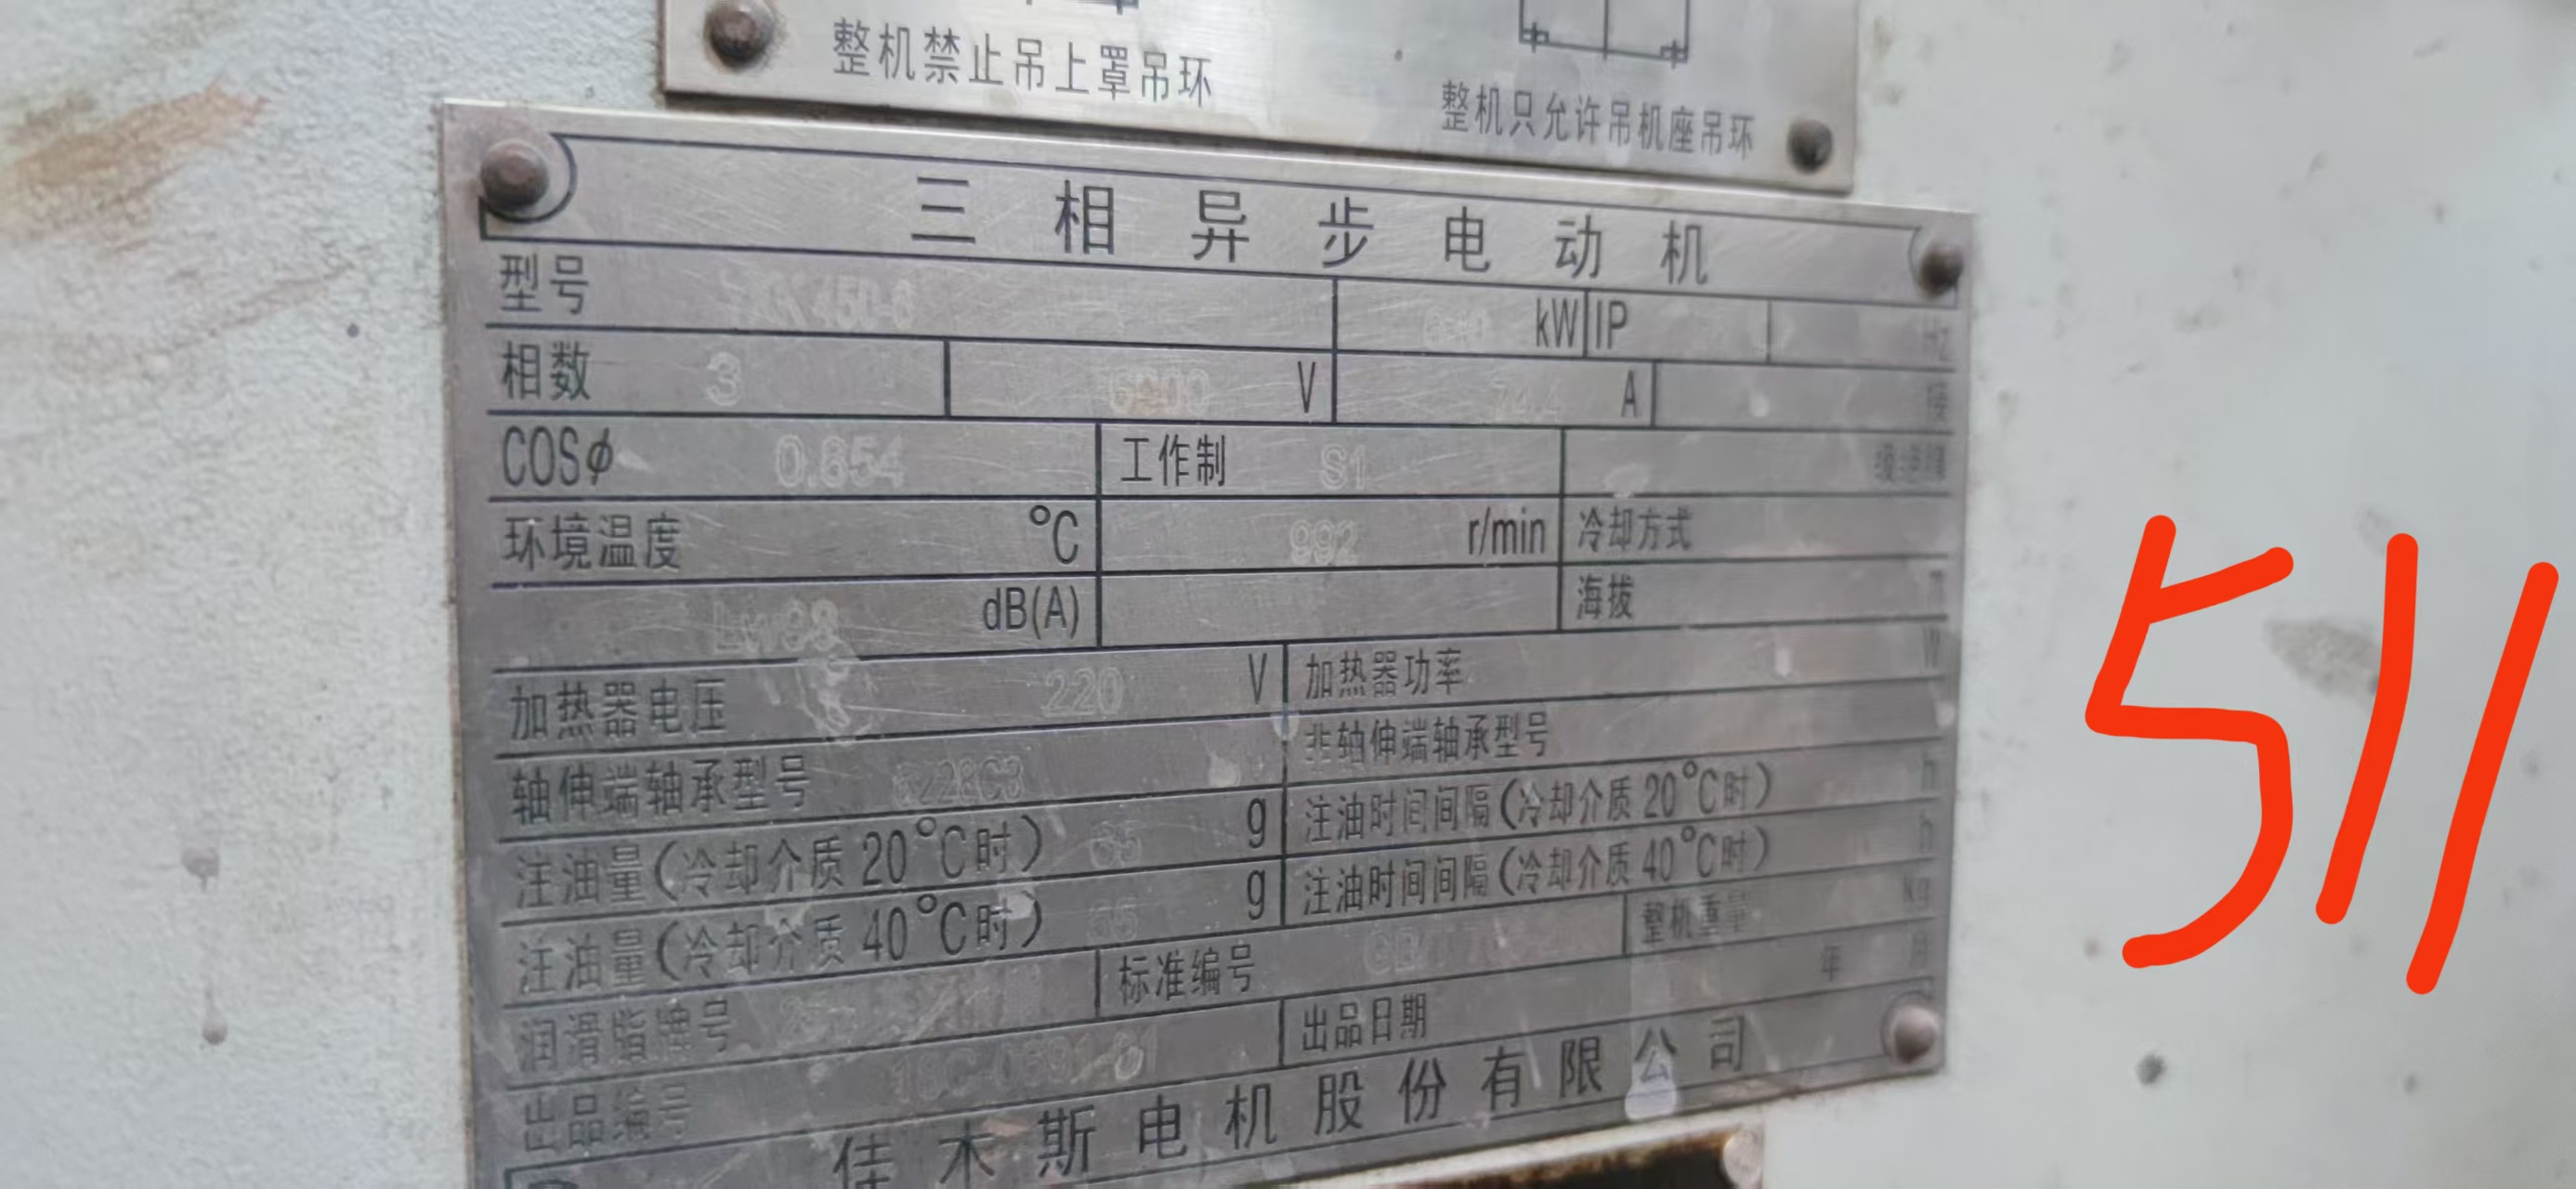 整机禁止吊上罩吊环
整机只允许吊机座吊环
三相异步电动机
型号 450-6 kW IP Hz
相数 3 V A 接
COSφ 0.854 工作制 S1
环境温度 ℃ 992 r/min 冷却方式
dB(A) 海拔 m
加热器电压 220 V 加热器功率 W
轴伸端轴承型号 6228C3 非轴伸端轴承型号
注油量(冷却介质20℃时) g 注油时间间隔(冷却介质20℃时) h
注油量(冷却介质40℃时) g 注油时间间隔(冷却介质40℃时) h
润滑脂牌号 标准编号 整机重量 kg
出品编号 出品日期 年 月
佳木斯电机股份有限公司
511